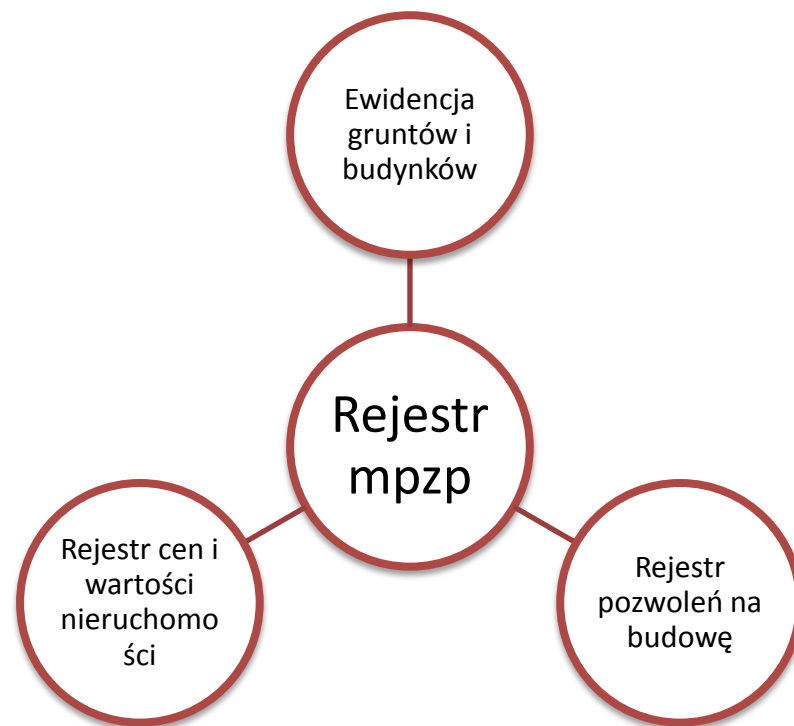 Ewidencja
gruntów i
budynków
Rejestr
mpzp
Rejestr cen i
wartości
nieruchomo
ści
Rejestr
pozwoleń na
budowę